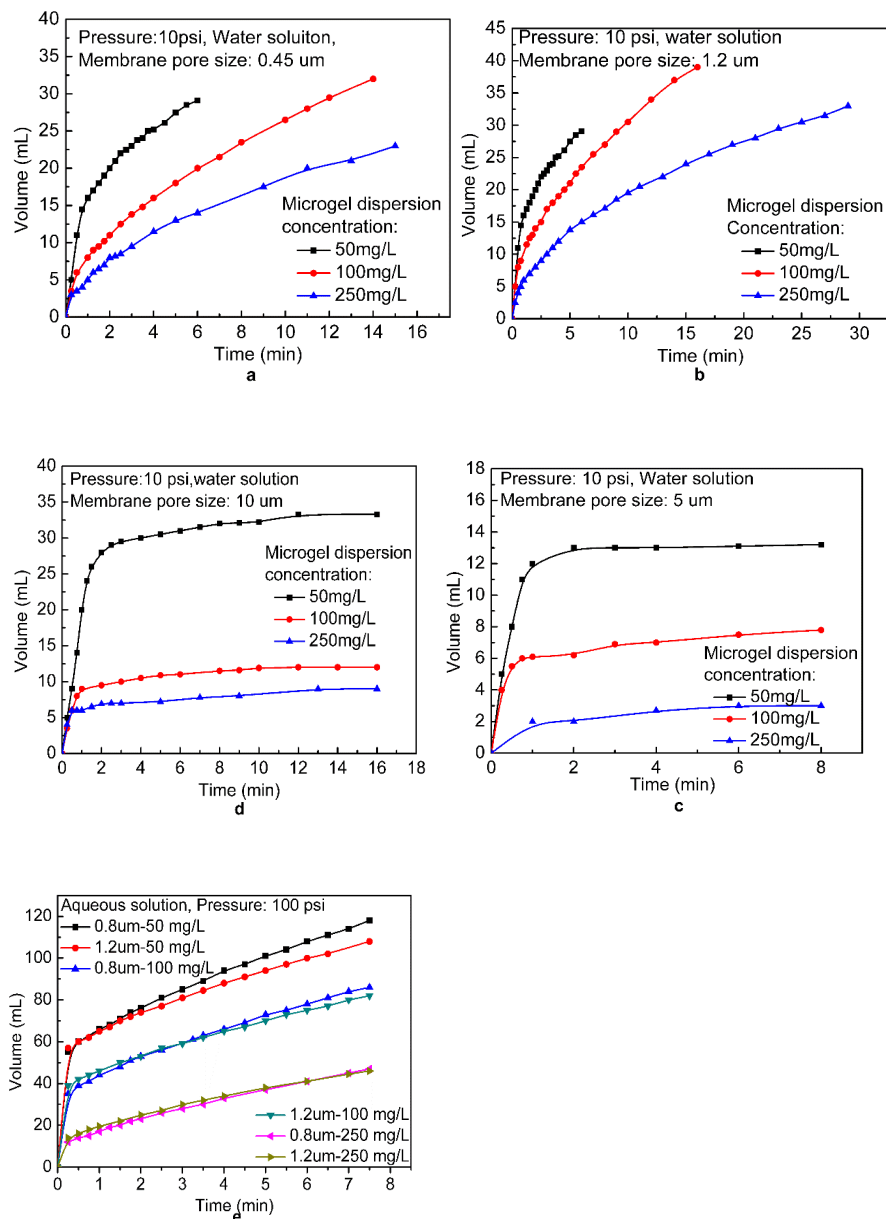 Pressure:10psi, Water soluiton,
Membrane pore size: 0.45 um
Microgel dispersion
concentration:
50mg/L
100mg/L
250mg/L
Volume (mL)
40
35
30
25
20
15
10
5
0
0 2 4 6 8 10 12 14 16
Time (min)
a
Pressure: 10 psi, water solution
Membrane pore size: 1.2 um
Microgel dispersion
Concentration:
50mg/L
100mg/L
250mg/L
Volume (mL)
45
40
35
30
25
20
15
10
5
0
0 5 10 15 20 25 30
Time (min)
b
Pressure:10 psi,water solution
Membrane pore size: 10 um
Microgel dispersion
concentration:
50mg/L
100mg/L
250mg/L
Volume (mL)
40
35
30
25
20
15
10
5
0
0 2 4 6 8 10 12 14 16
Time (min)
d
Pressure: 10 psi, Water solution
Membrane pore size: 5 um
Microgel dispersion
concentration:
50mg/L
100mg/L
250mg/L
Volume (mL)
18
16
14
12
10
8
6
4
2
0
0 2 4 6 8
Time (min)
c
Aqueous solution, Pressure: 100 psi
0.8um-50 mg/L
1.2um-50 mg/L
0.8um-100 mg/L
1.2um-100 mg/L
0.8um-250 mg/L
1.2um-250 mg/L
Volume (mL)
120
100
80
60
40
20
0
0 1 2 3 4 5 6 7 8
Time (min)
e